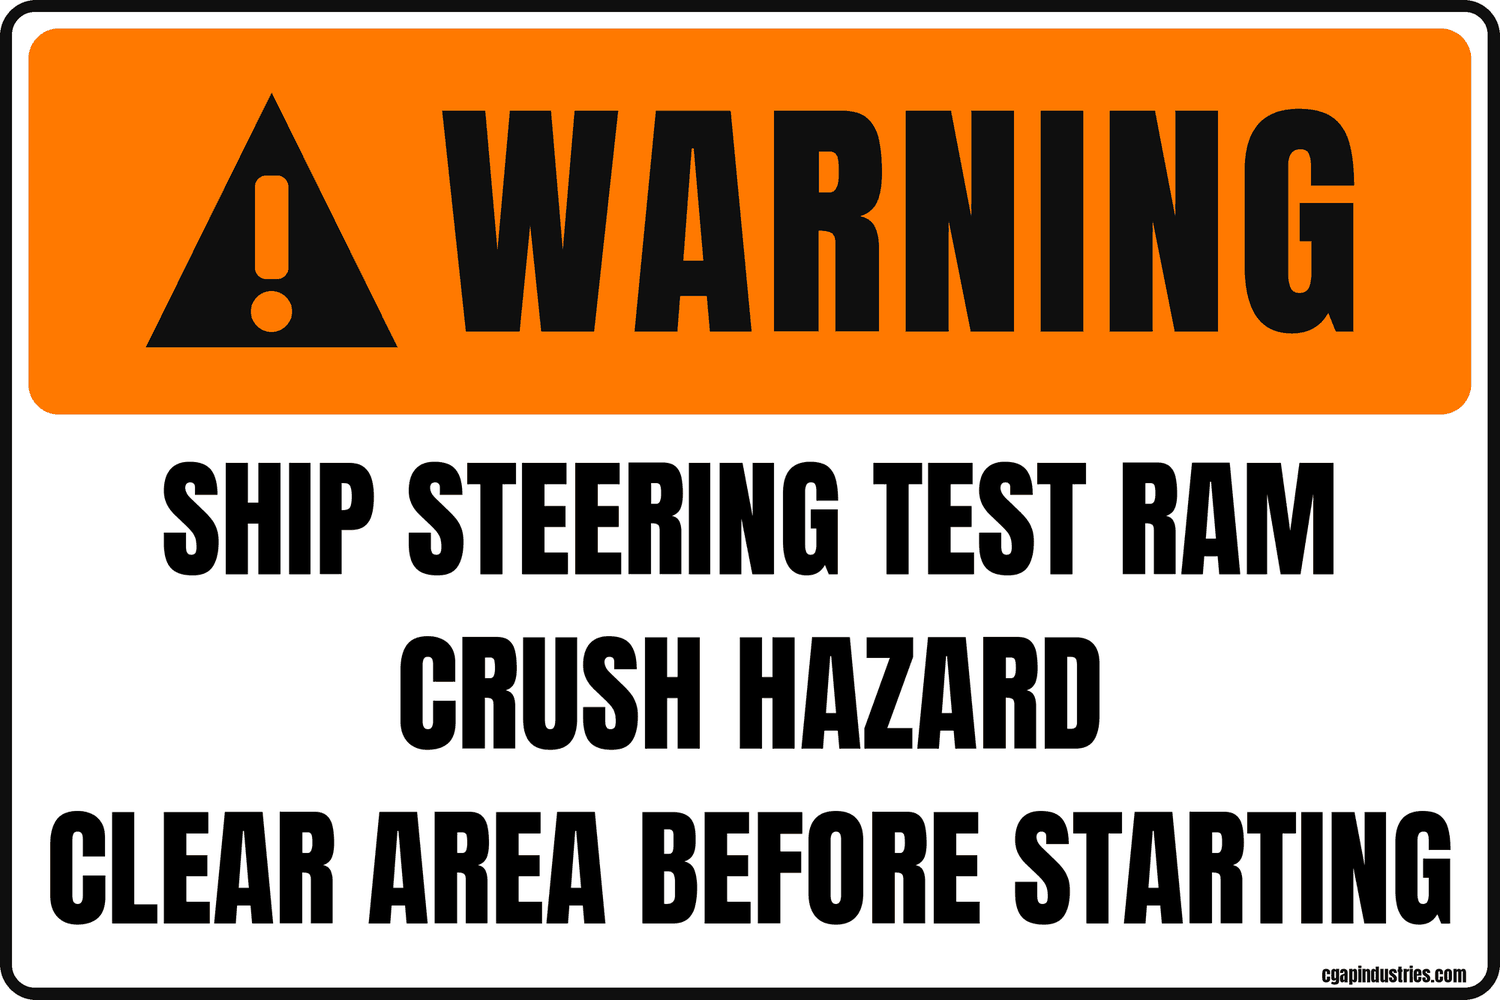 WARNING
SHIP STEERING TEST RAM
CRUSH HAZARD
CLEAR AREA BEFORE STARTING
cgapindustries.com